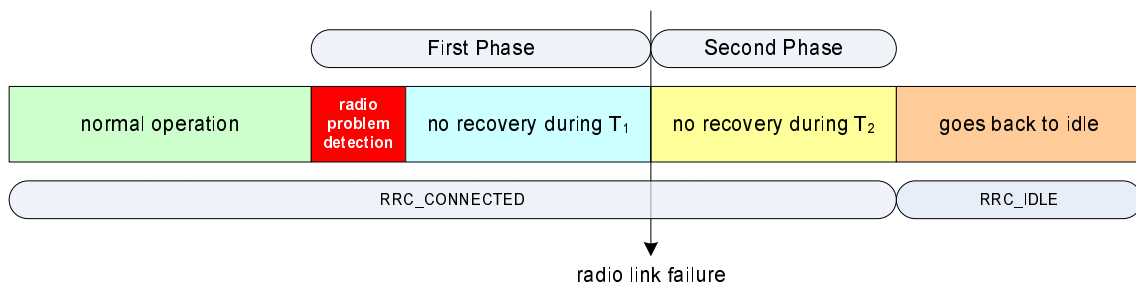 First Phase
Second Phase
normal operation
radio
problem
detection
no recovery during T₁
no recovery during T₂
goes back to idle
RRC_CONNECTED
RRC_IDLE
radio link failure